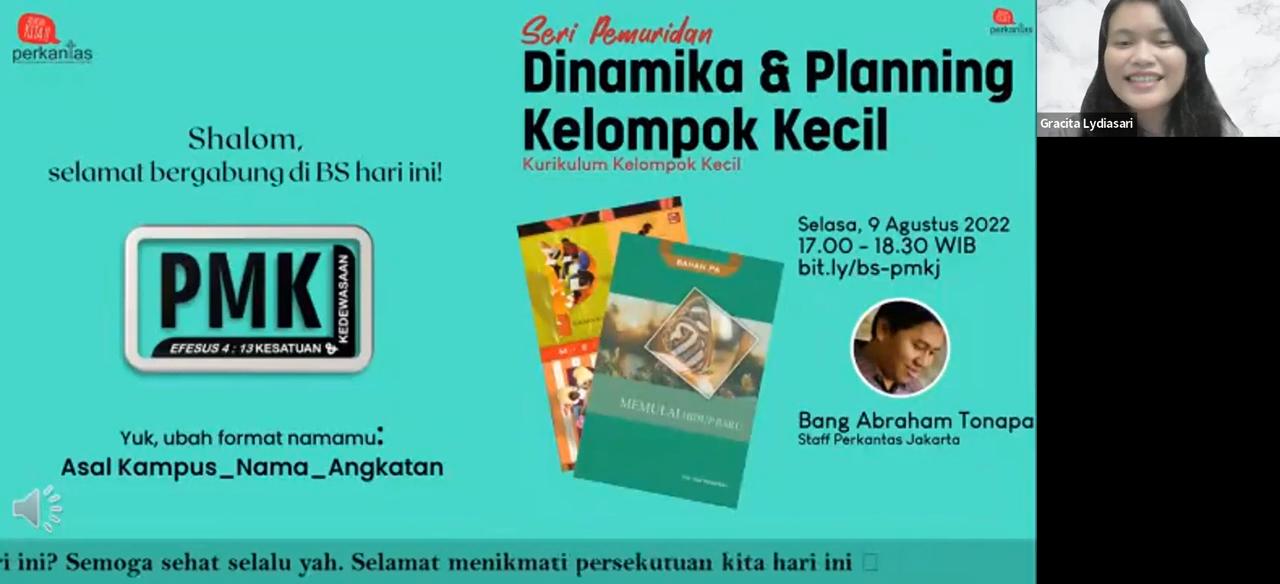 KITA!!
perkantas
Shalom,
selamat bergabung di BS hari ini!
PMK
KEDEWASAAN
EFESUS 4 : 13 KESATUAN &
Yuk, ubah format namamu:
Asal Kampus_Nama_Angkatan
Seri Pemuridan
Dinamika & Planning
Kelompok Kecil
Kurikulum Kelompok Kecil
perkantas
BAHAN PA
MEMULAI HIDUP BARU
Selasa, 9 Agustus 2022
17.00 - 18.30 WIB
bit.ly/bs-pmkj
Bang Abraham Tonapa
Staff Perkantas Jakarta
ri ini? Semoga sehat selalu yah. Selamat menikmati persekutuan kita hari ini
Gracita Lydiasari